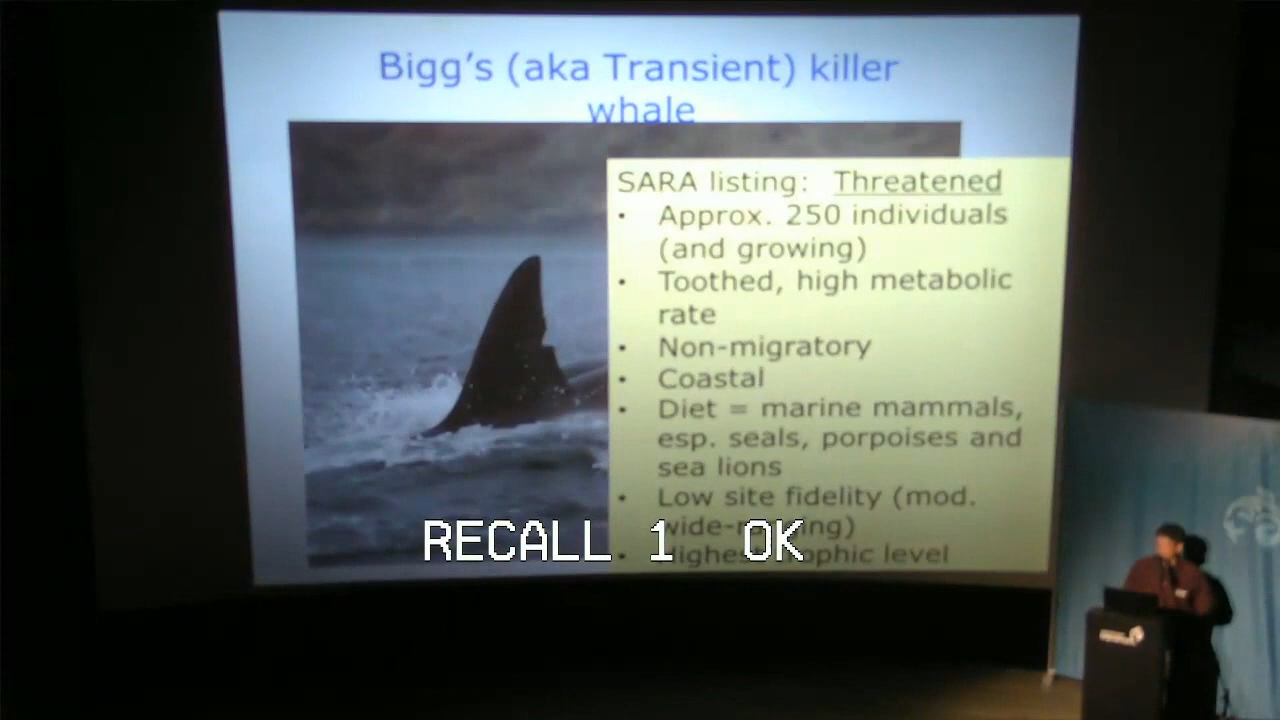 Bigg's (aka Transient) killer
whale
SARA listing: Threatened
• Approx. 250 individuals
(and growing)
• Toothed, high metabolic
rate
• Non-migratory
• Coastal
• Diet = marine mammals,
esp. seals, porpoises and
sea lions
• Low site fidelity (mod.
• level
RECALL 1 OK